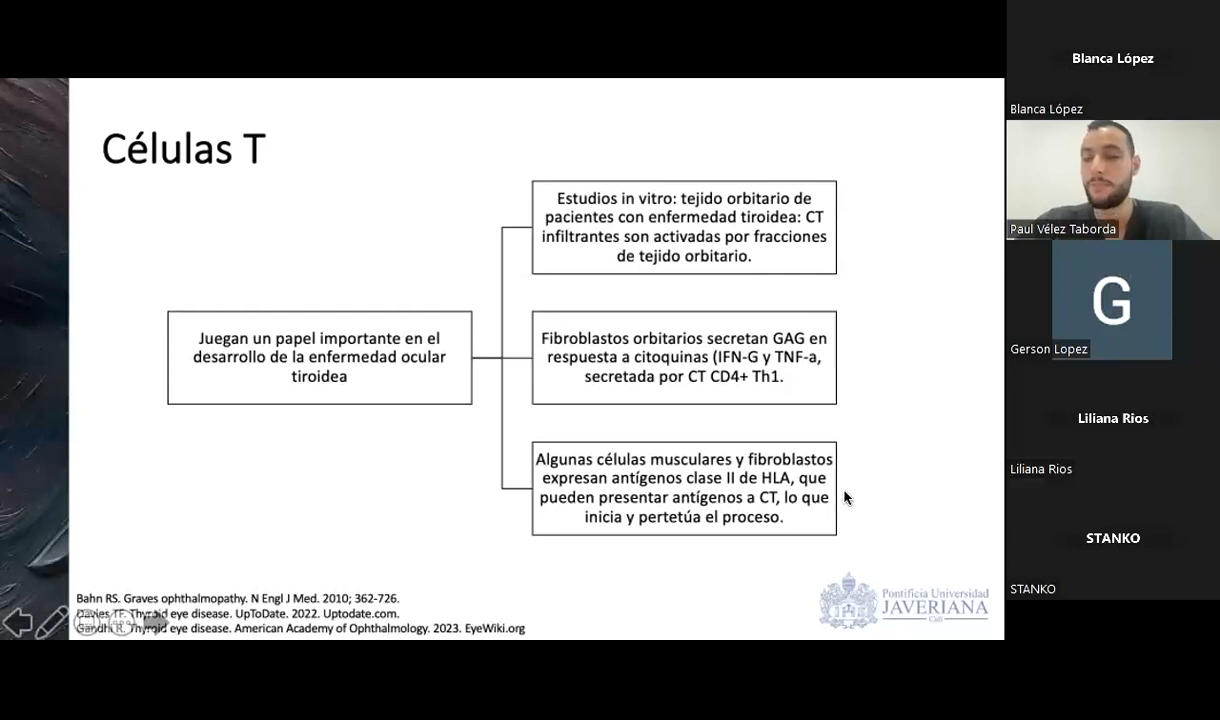 Células T
Juegan un papel importante en el
desarrollo de la enfermedad ocular
tiroidea
Estudios in vitro: tejido orbitario de
pacientes con enfermedad tiroidea: CT
infiltrantes son activadas por fracciones
de tejido orbitario.
Fibroblastos orbitarios secretan GAG en
respuesta a citoquinas (IFN-G y TNF-a,
secretada por CT CD4+ Th1.
Algunas células musculares y fibroblastos
expresan antígenos clase II de HLA, que
pueden presentar antígenos a CT, lo que
inicia y pertetúa el proceso.
Bahn RS. Graves ophthalmopathy. N Engl J Med. 2010; 362-726.
Davies TF. Thyroid eye disease. UpToDate. 2022. Uptodate.com.
Gandhi R. Thyroid eye disease. American Academy of Ophthalmology. 2023. EyeWiki.org
Pontificia Universidad
JAVERIANA
Cali
Blanca López
Blanca López
Paul Vélez Taborda
G
Gerson Lopez
Liliana Rios
Liliana Rios
STANKO
STANKO